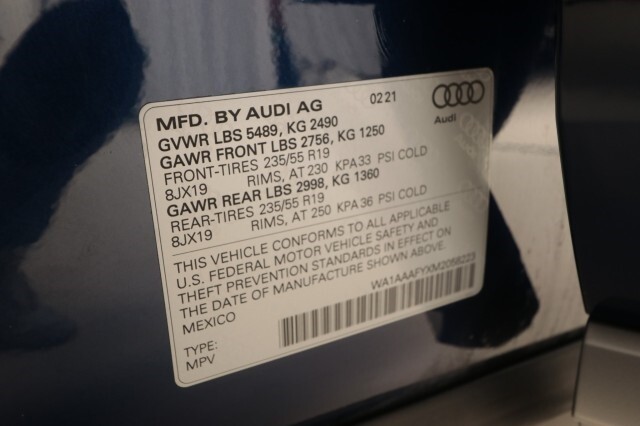 MFD. BY AUDI AG 02 21
Audi
GVWR LBS 5489, KG 2490
GAWR FRONT LBS 2756, KG 1250
FRONT-TIRES 235/55 R19
8JX19 RIMS, AT 230 KPA 33 PSI COLD
GAWR REAR LBS 2998, KG 1360
REAR-TIRES 235/55 R19
8JX19 RIMS, AT 250 KPA 36 PSI COLD
THIS VEHICLE CONFORMS TO ALL APPLICABLE
U.S. FEDERAL MOTOR VEHICLE SAFETY AND
THEFT PREVENTION STANDARDS IN EFFECT ON
THE DATE OF MANUFACTURE SHOWN ABOVE.
MEXICO WA1AAAFYXM2058223
TYPE:
MPV